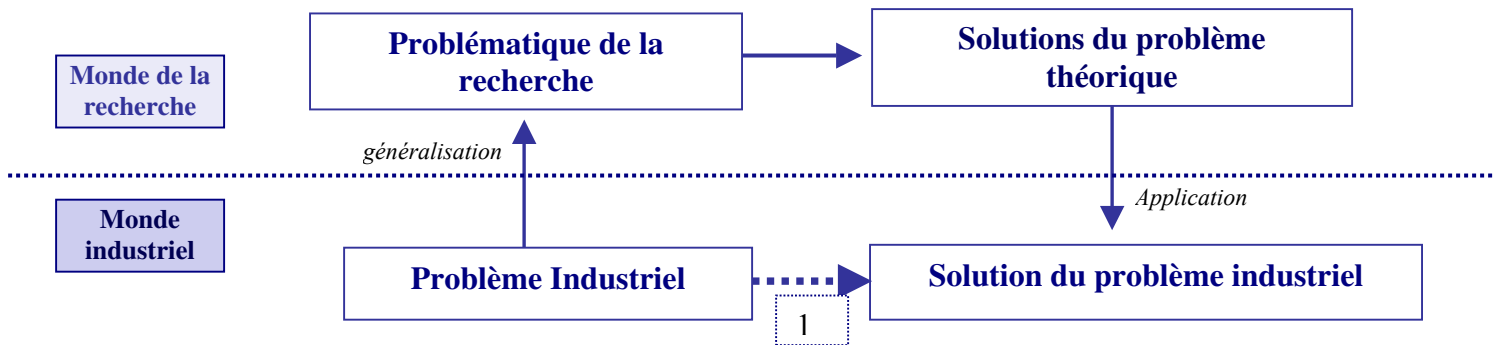 Problématique de la
recherche
Solutions du problème
théorique
Monde de la
recherche
généralisation
Application
Monde
industriel
Problème Industriel
Solution du problème industriel
1